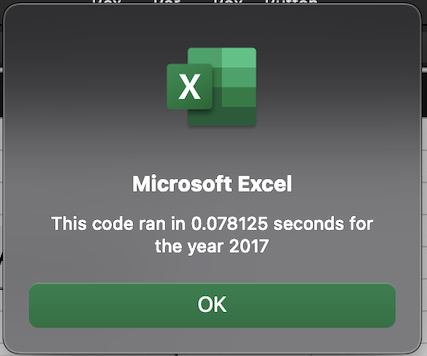 X
Microsoft Excel
This code ran in 0.078125 seconds for
the year 2017
OK